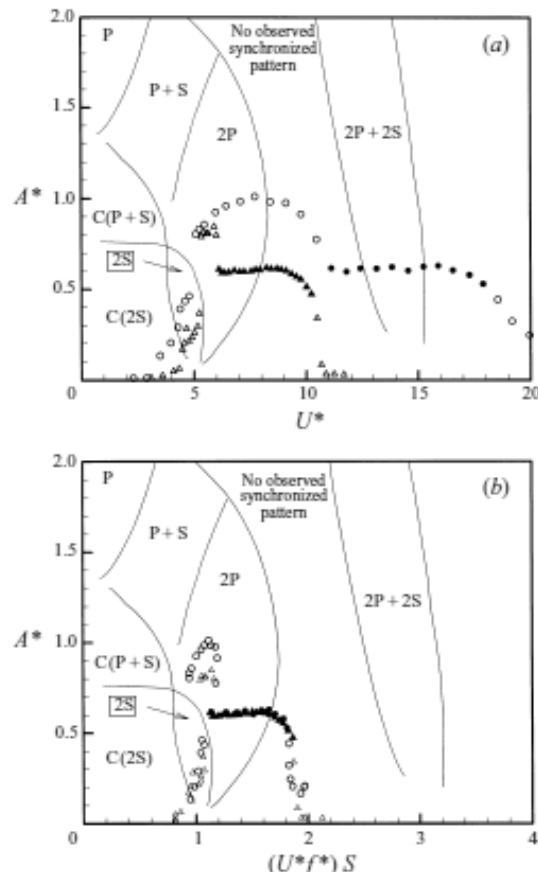 2.0
P
No observed
synchronized
pattern
(a)
P + S
1.5
2P
2P + 2S
A*
1.0
C(P + S)
2S
0.5
C(2S)
0
5
10
15
20
U*
2.0
P
No observed
synchronized
pattern
(b)
P + S
1.5
2P
2P + 2S
A*
1.0
C(P + S)
2S
0.5
C(2S)
0
1
2
3
4
(U*f*) S